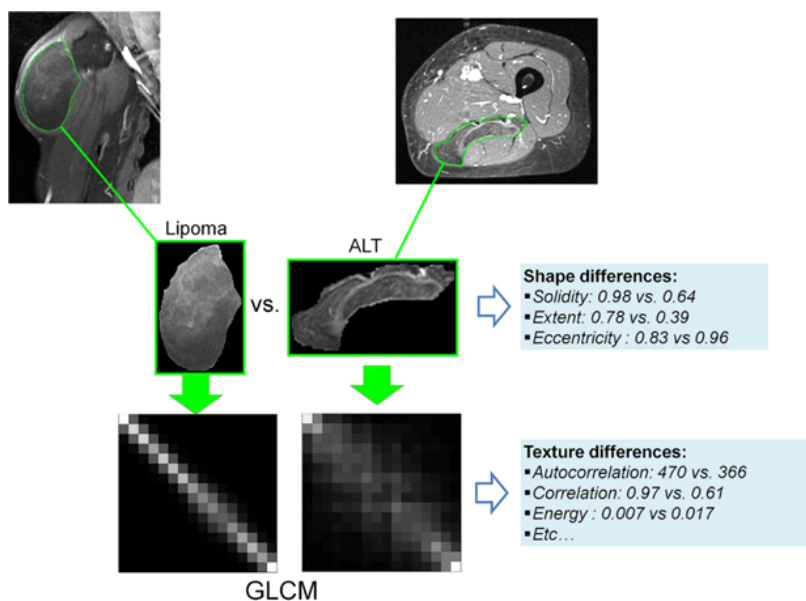 Lipoma
ALT
vs.
Shape differences:
▪Solidity: 0.98 vs. 0.64
▪Extent: 0.78 vs. 0.39
▪Eccentricity : 0.83 vs 0.96
Texture differences:
▪Autocorrelation: 470 vs. 366
▪Correlation: 0.97 vs. 0.61
▪Energy : 0.007 vs 0.017
▪Etc…
GLCM